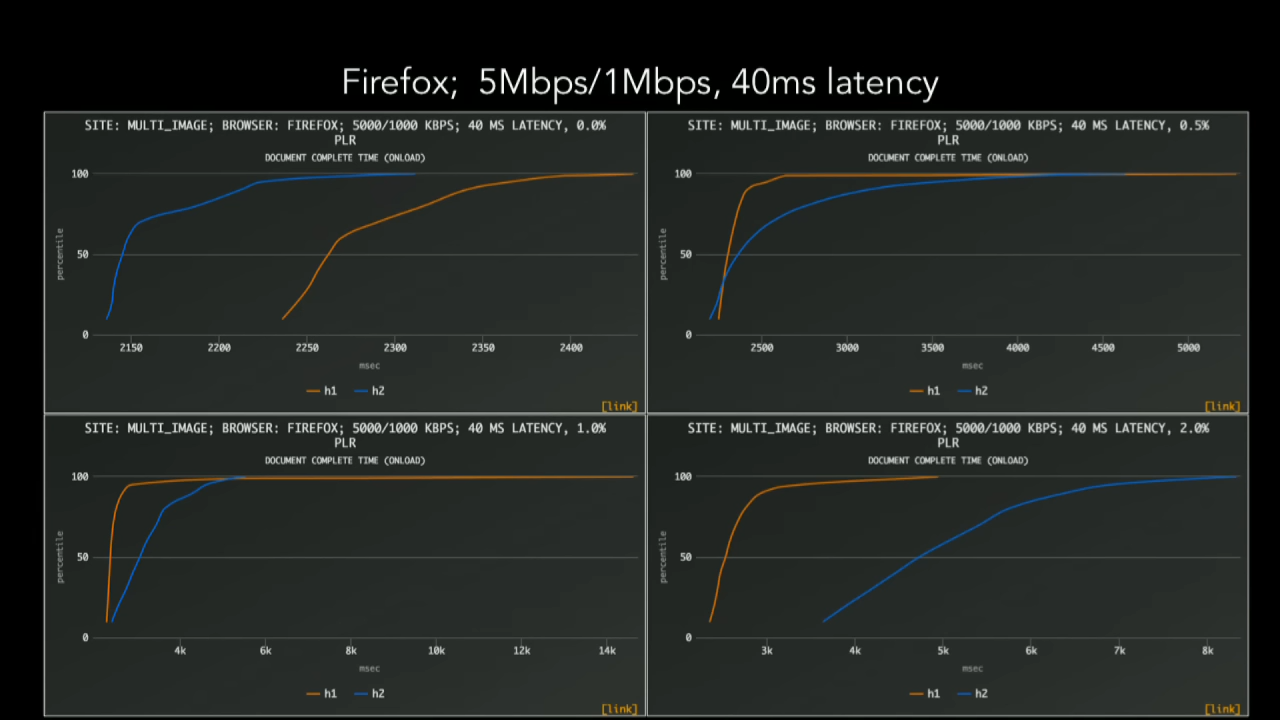 Firefox;  5Mbps/1Mbps, 40ms latency
SITE: MULTI_IMAGE; BROWSER: FIREFOX; 5000/1000 KBPS; 40 MS LATENCY, 0.0%
PLR
DOCUMENT COMPLETE TIME (ONLOAD)
100
percentile
50
0
2150 2200 2250 2300 2350 2400
msec
h1 h2
[link]
SITE: MULTI_IMAGE; BROWSER: FIREFOX; 5000/1000 KBPS; 40 MS LATENCY, 0.5%
PLR
DOCUMENT COMPLETE TIME (ONLOAD)
100
percentile
50
0
2500 3000 3500 4000 4500 5000
msec
h1 h2
[link]
SITE: MULTI_IMAGE; BROWSER: FIREFOX; 5000/1000 KBPS; 40 MS LATENCY, 1.0%
PLR
DOCUMENT COMPLETE TIME (ONLOAD)
100
percentile
50
0
4k 6k 8k 10k 12k 14k
msec
h1 h2
[link]
SITE: MULTI_IMAGE; BROWSER: FIREFOX; 5000/1000 KBPS; 40 MS LATENCY, 2.0%
PLR
DOCUMENT COMPLETE TIME (ONLOAD)
100
percentile
50
0
3k 4k 5k 6k 7k 8k
msec
h1 h2
[link]